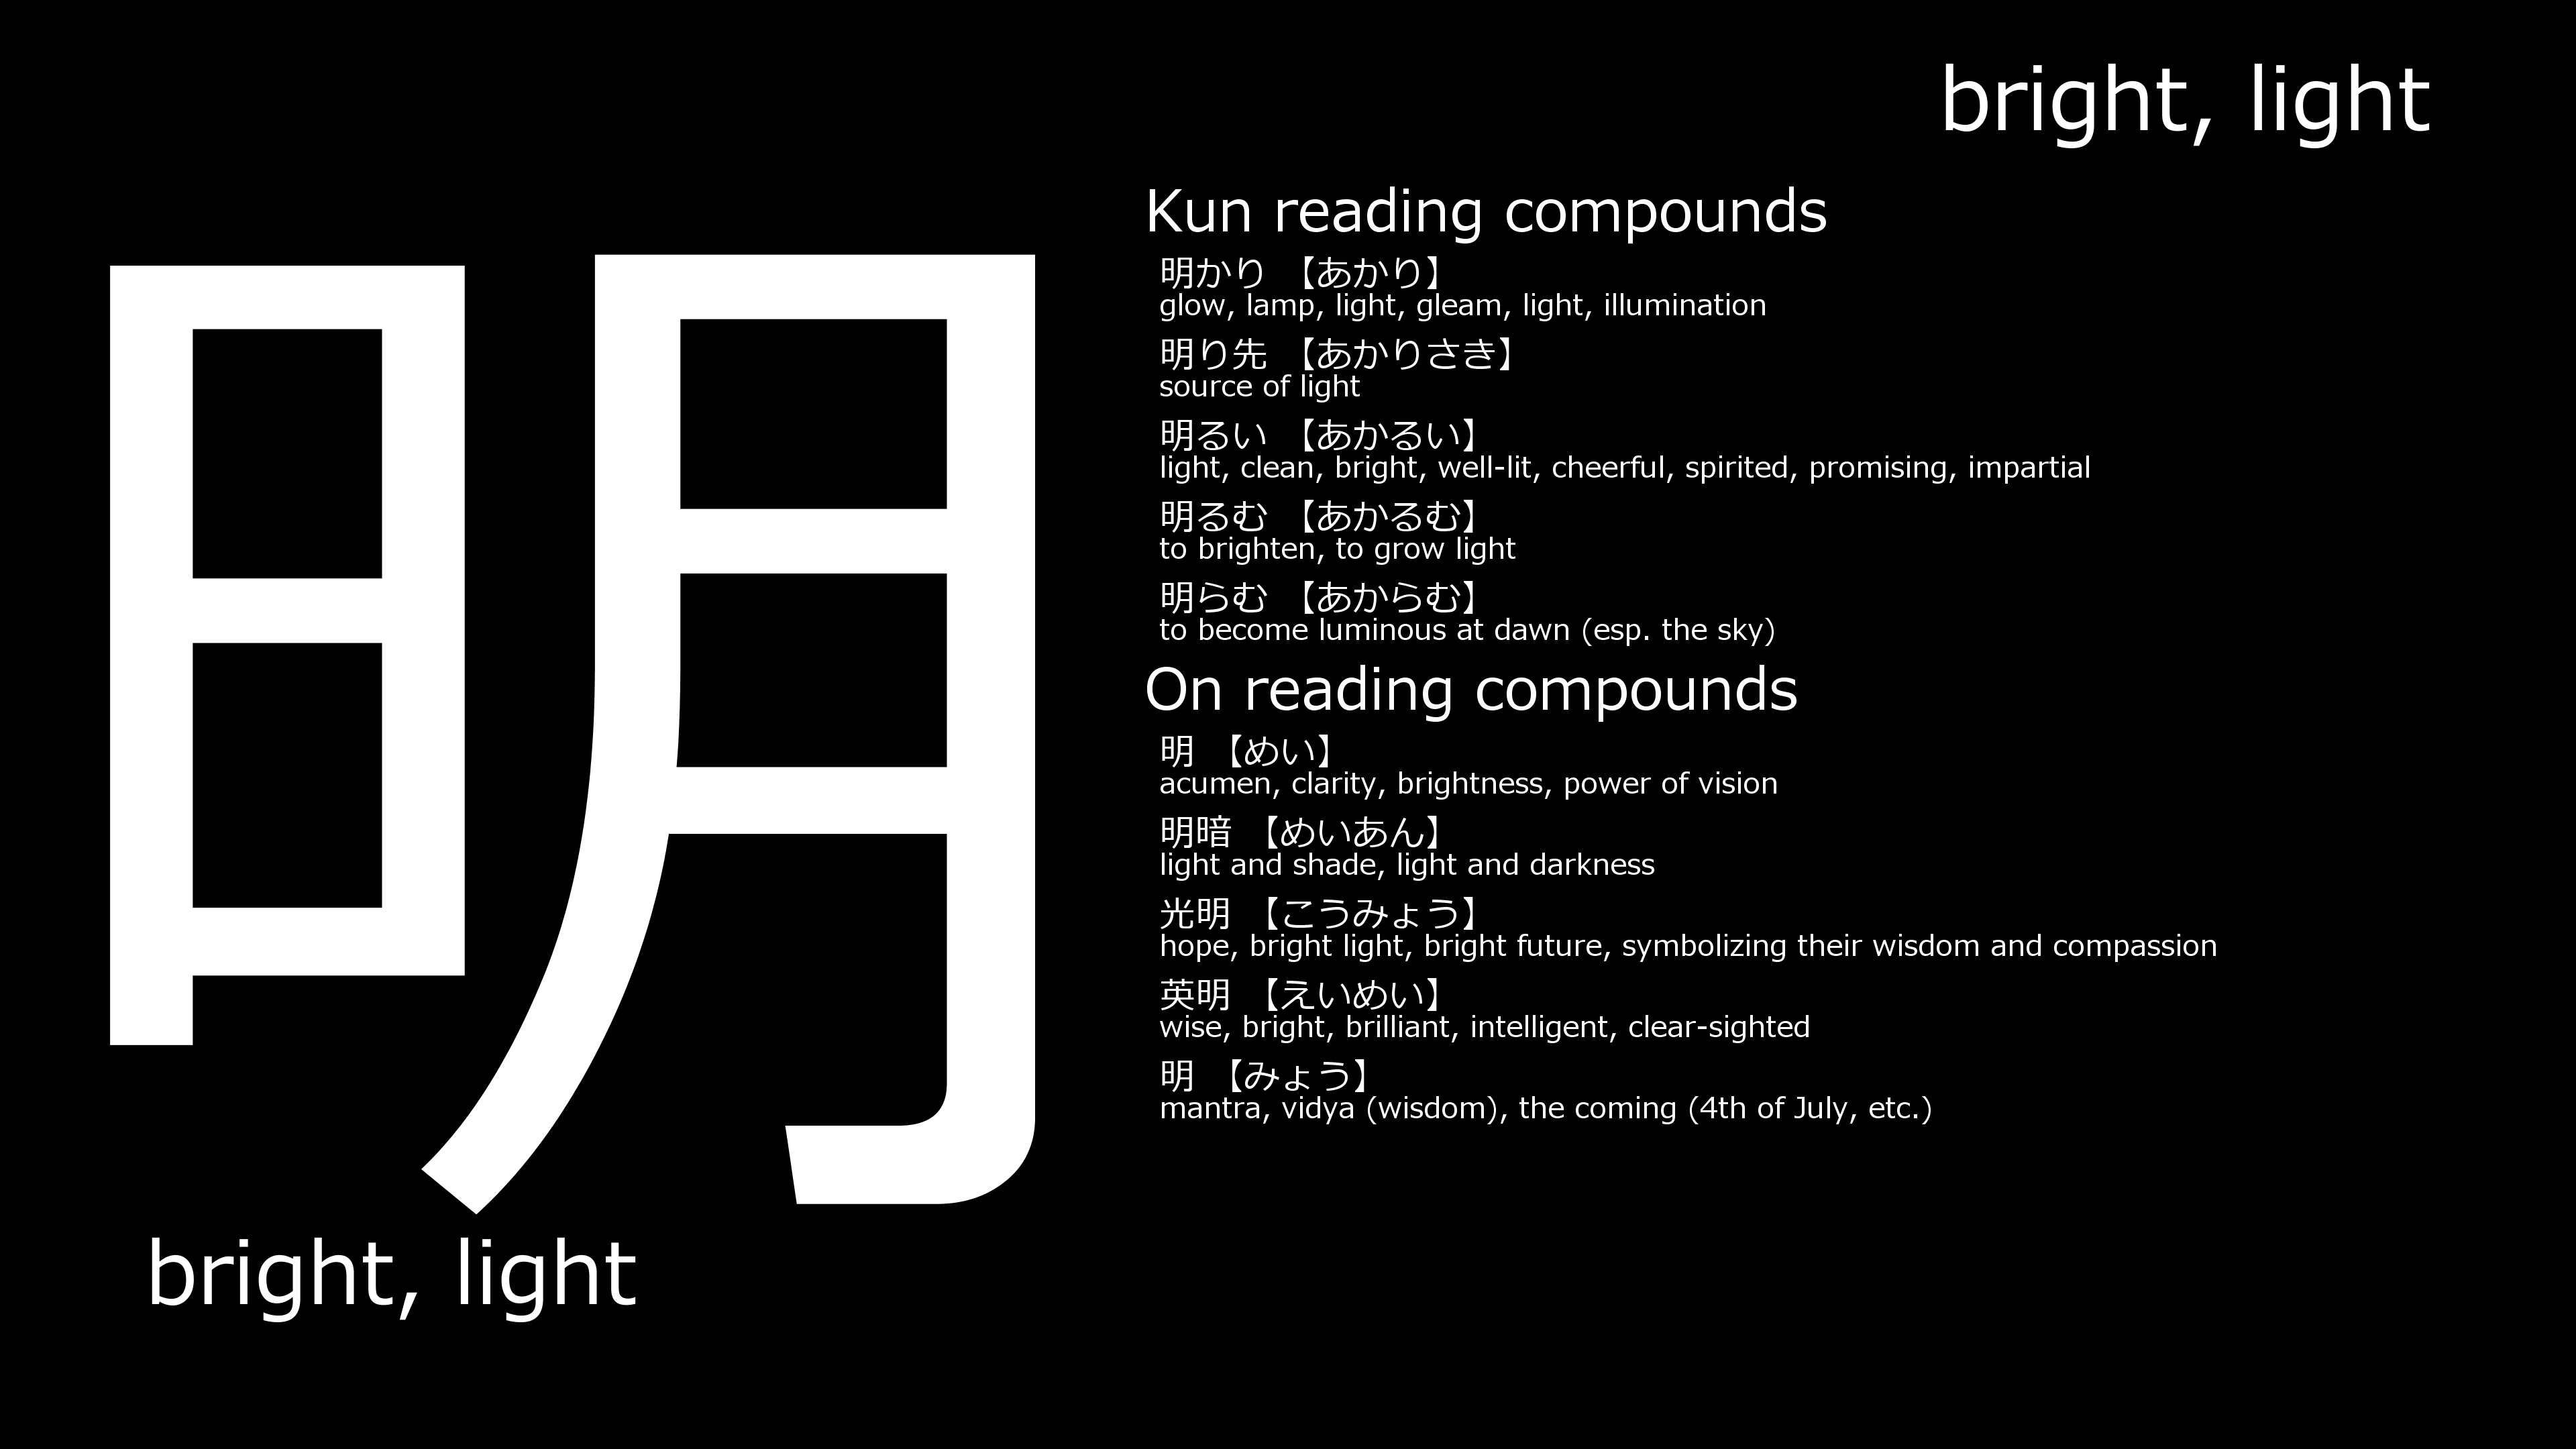 bright, light
明
bright, light
Kun reading compounds
明かり 【あかり】
glow, lamp, light, gleam, light, illumination
明り先 【あかりさき】
source of light
明るい 【あかるい】
light, clean, bright, well-lit, cheerful, spirited, promising, impartial
明るむ 【あかるむ】
to brighten, to grow light
明らむ 【あからむ】
to become luminous at dawn (esp. the sky)
On reading compounds
明 【めい】
acumen, clarity, brightness, power of vision
明暗 【めいあん】
light and shade, light and darkness
光明 【こうみょう】
hope, bright light, bright future, symbolizing their wisdom and compassion
英明 【えいめい】
wise, bright, brilliant, intelligent, clear-sighted
明 【みょう】
mantra, vidya (wisdom), the coming (4th of July, etc.)